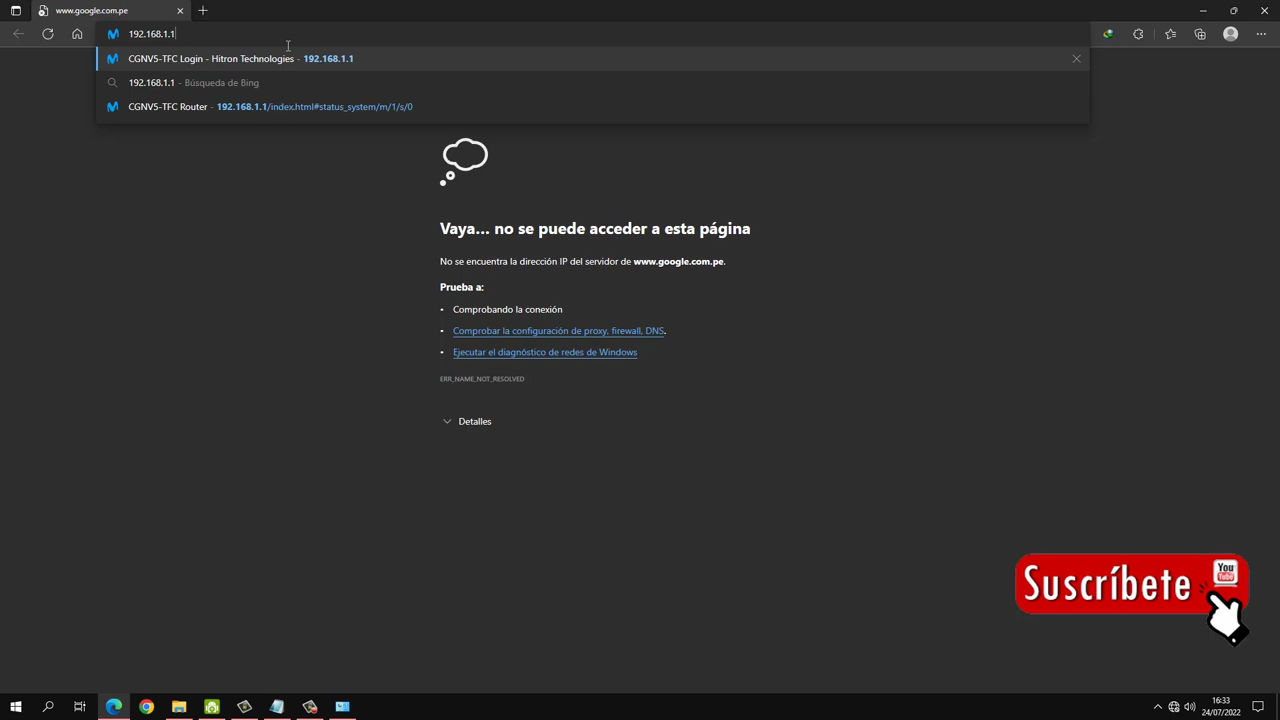 www.google.com.pe
192.168.1.1
CGNV5-TFC Login - Hitron Technologies - 192.168.1.1
192.168.1.1 - Búsqueda de Bing
CGNV5-TFC Router - 192.168.1.1/index.html#status_system/m/1/s/0
Vaya... no se puede acceder a esta página
No se encuentra la dirección IP del servidor de www.google.com.pe.
Prueba a:
• Comprobando la conexión
• Comprobar la configuración de proxy, firewall, DNS.
• Ejecutar el diagnóstico de redes de Windows
ERR_NAME_NOT_RESOLVED
Detalles
Suscríbete
You
Tube
16:33
24/07/2022